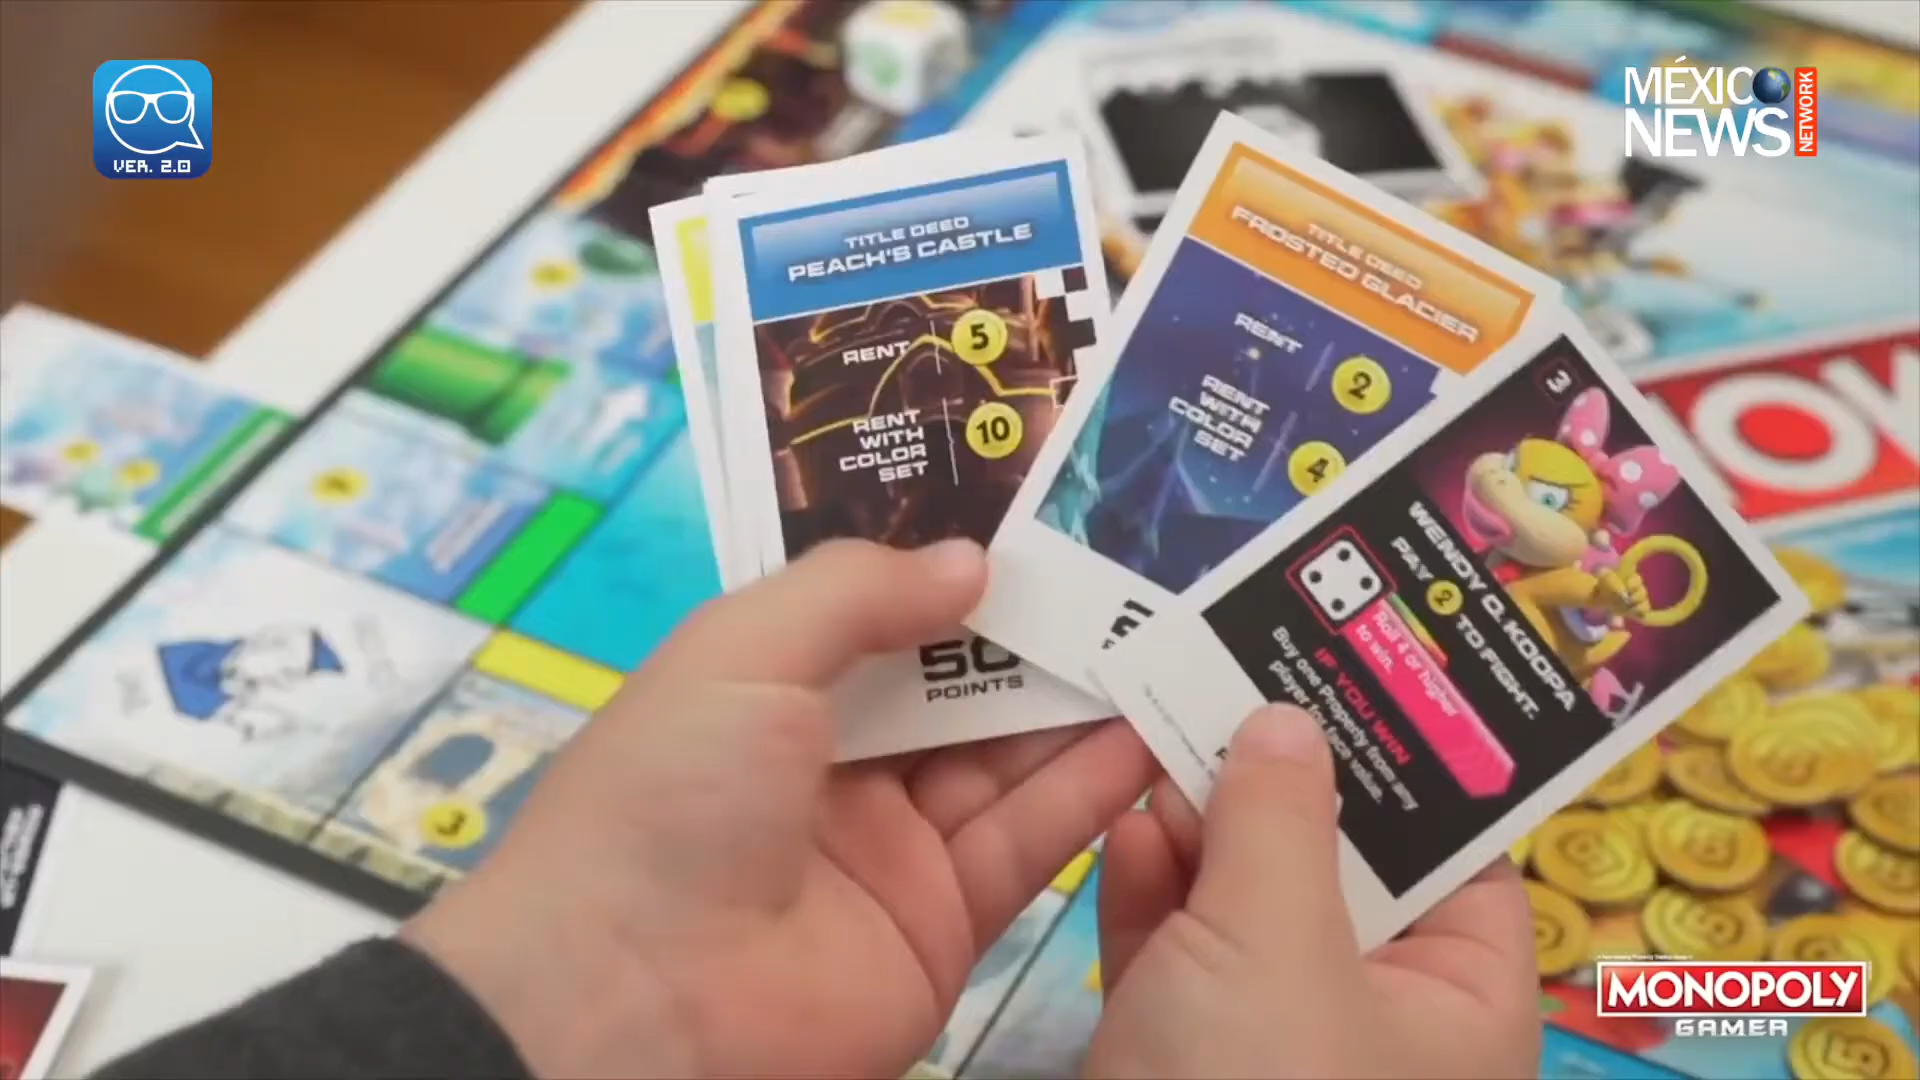 VER. 2.0
MÉXICO
NEWS
NETWORK
TITLE DEED
PEACH'S CASTLE
RENT
5
RENT
WITH
COLOR
SET
10
50
POINTS
TITLE DEED
FROSTED GLACIER
RENT
2
RENT
WITH
COLOR
SET
4
3
WENDY O. KOOPA
PAY 2 TO FIGHT.
Roll 4 or higher
to win.
IF YOU WIN
Buy one Property from any
player for face value.
3
MONOPOLY
GAMER